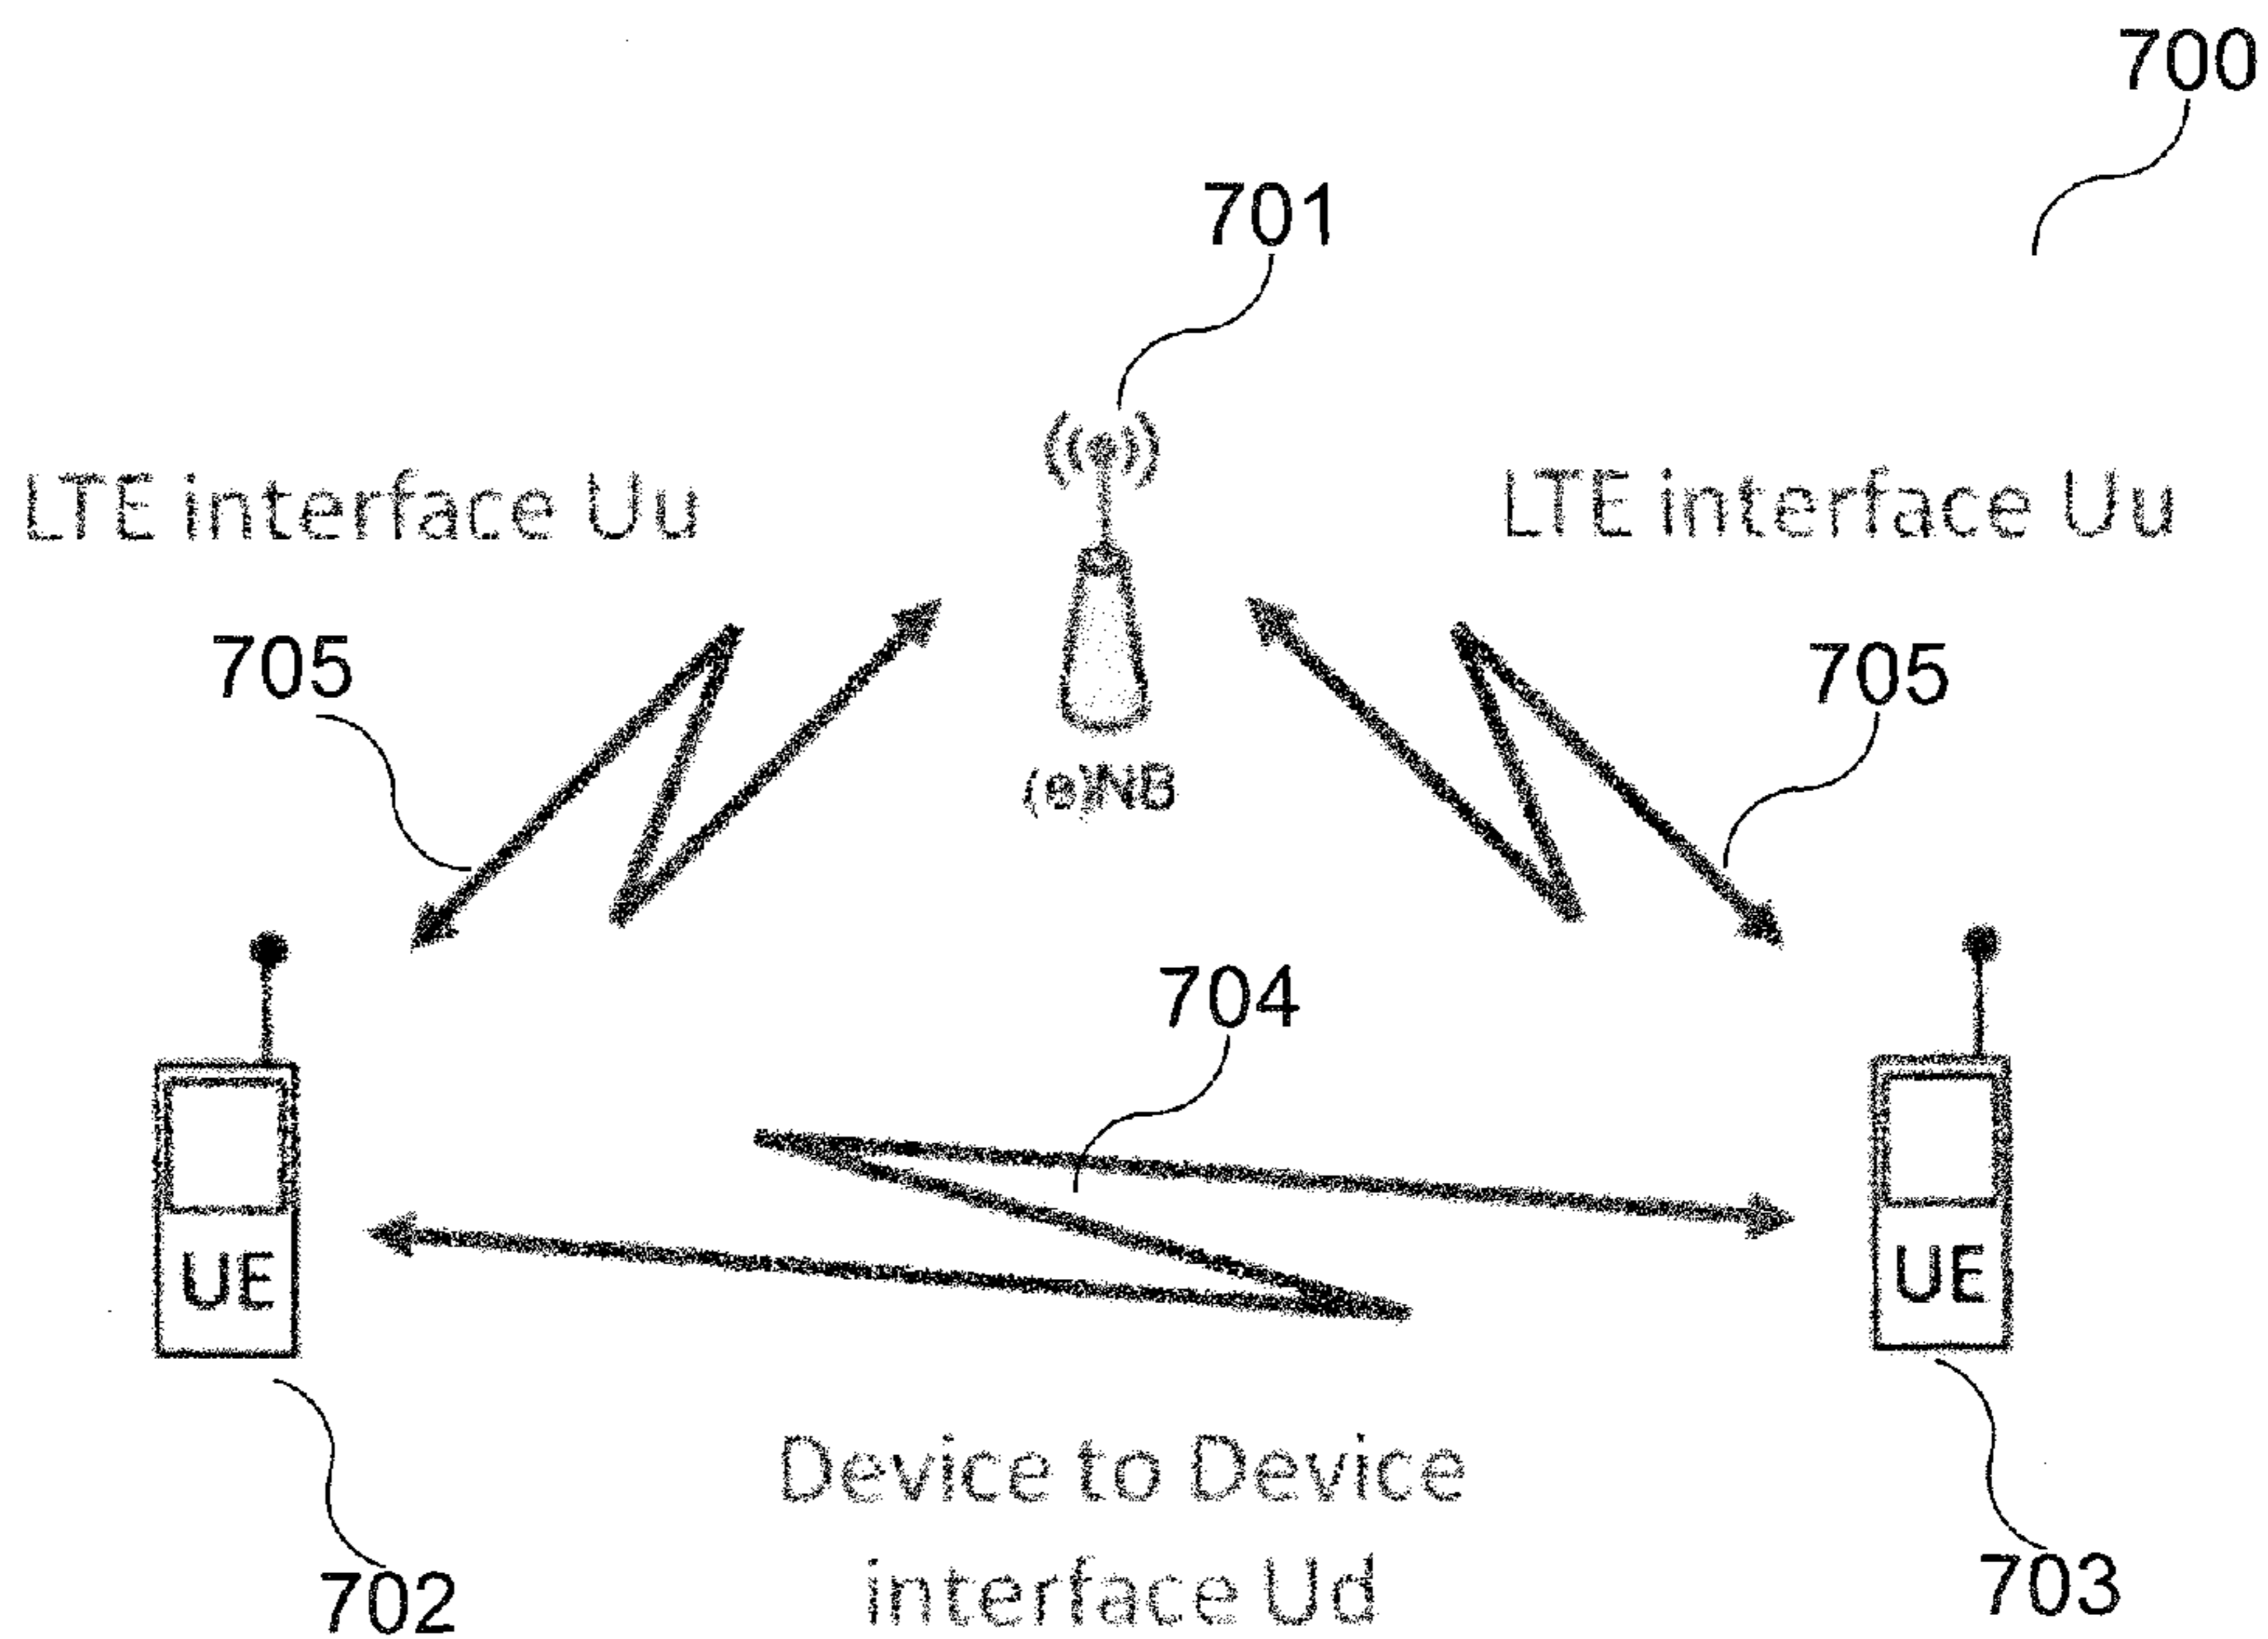 700
701
LTE interface Uu
LTE interface Uu
705
705
(e)NB
704
UE
UE
Device to Device
interface Ud
702
703